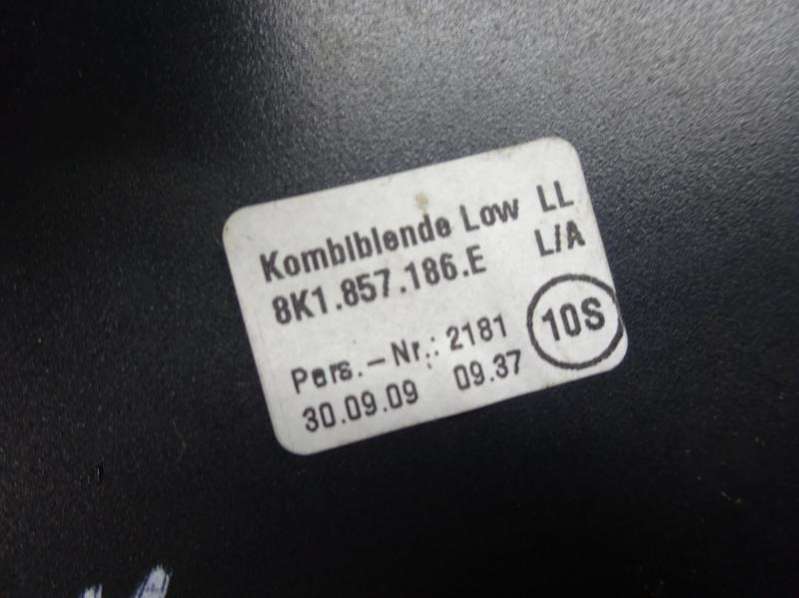 Kombiblende Low LL
8K1.857.186.E L/A
Pers.-Nr.: 2181 10S
30.09.09 09.37